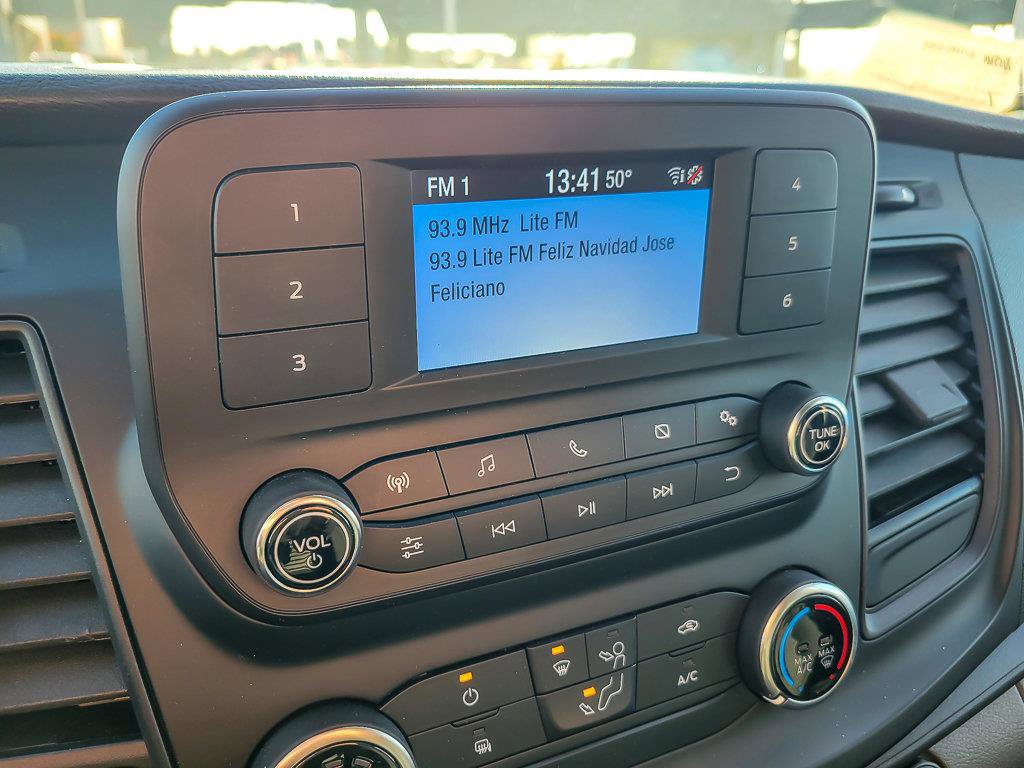 FM 1 13:41 50°
93.9 MHz Lite FM
93.9 Lite FM Feliz Navidad Jose
Feliciano
1
2
3
4
5
6
TUNE
OK
VOL
A/C
MAX
A/C
MAX